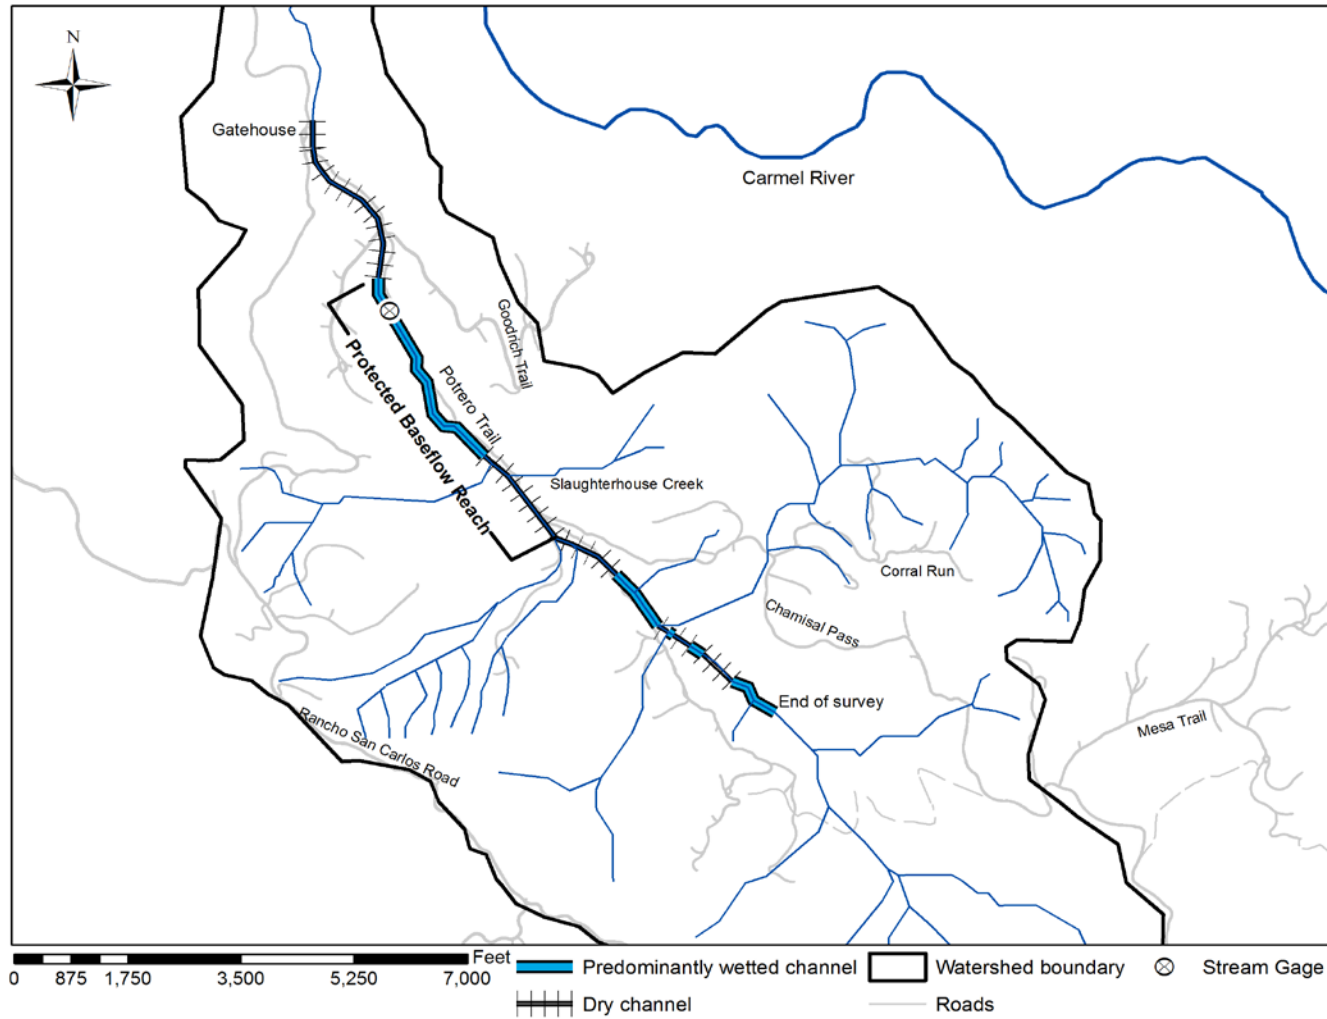 N
Gatehouse
Carmel River
Goodrich Trail
Potrero Trail
Protected Baseflow Reach
Slaughterhouse Creek
Corral Run
Chamisal Pass
End of survey
Mesa Trail
Rancho San Carlos Road
Feet
0 875 1,750 3,500 5,250 7,000
Predominantly wetted channel
Watershed boundary
Stream Gage
Dry channel
Roads